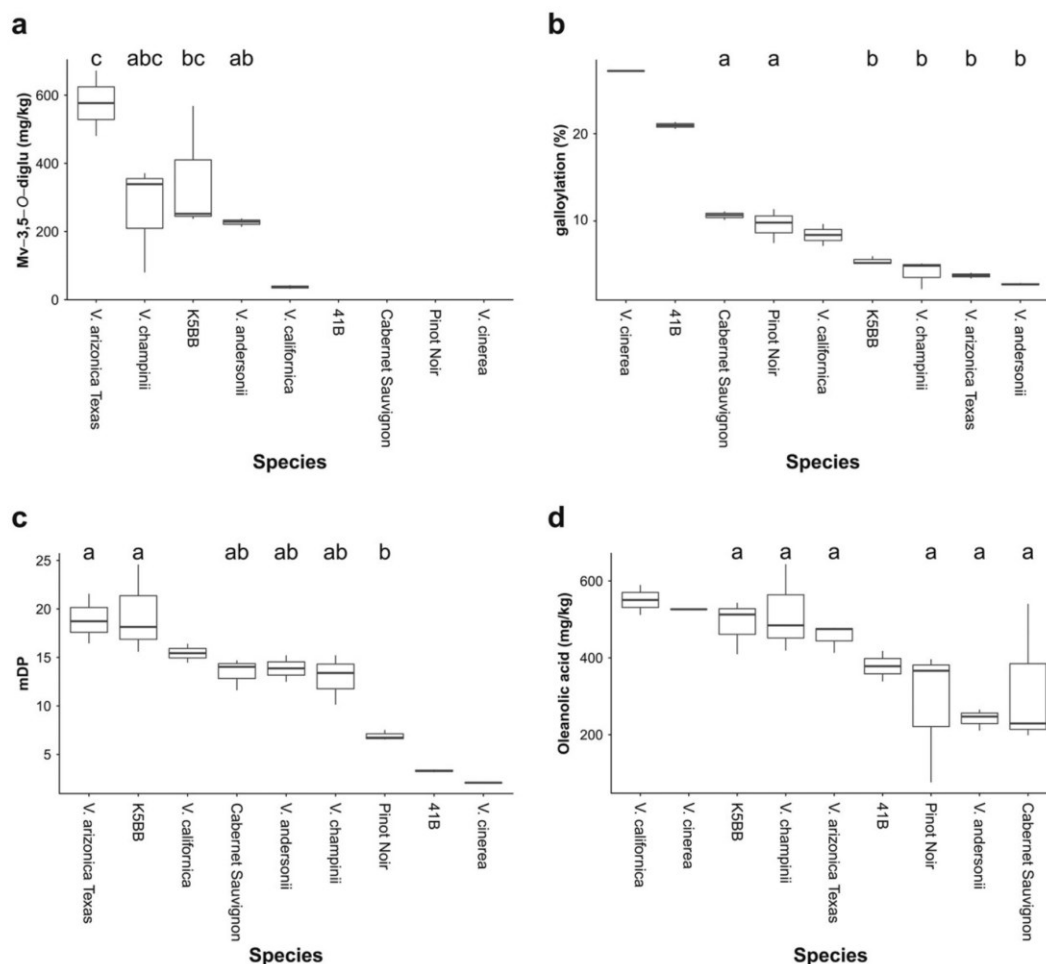 a
c abc bc ab
Mv−3,5−O−diglu (mg/kg)
600
400
200
0
V. arizonica Texas
V. champinii
K5BB
V. andersonii
V. californica
41B
Cabernet Sauvignon
Pinot Noir
V. cinerea
Species
b
a a b b b b
galloylation (%)
20
10
V. cinerea
41B
Cabernet Sauvignon
Pinot Noir
V. californica
K5BB
V. champinii
V. arizonica Texas
V. andersonii
Species
c
a a ab ab ab b
mDP
25
20
15
10
5
V. arizonica Texas
K5BB
V. californica
Cabernet Sauvignon
V. andersonii
V. champinii
Pinot Noir
41B
V. cinerea
Species
d
a a a a a a
Oleanolic acid (mg/kg)
600
400
200
V. californica
V. cinerea
K5BB
V. champinii
V. arizonica Texas
41B
Pinot Noir
V. andersonii
Cabernet Sauvignon
Species